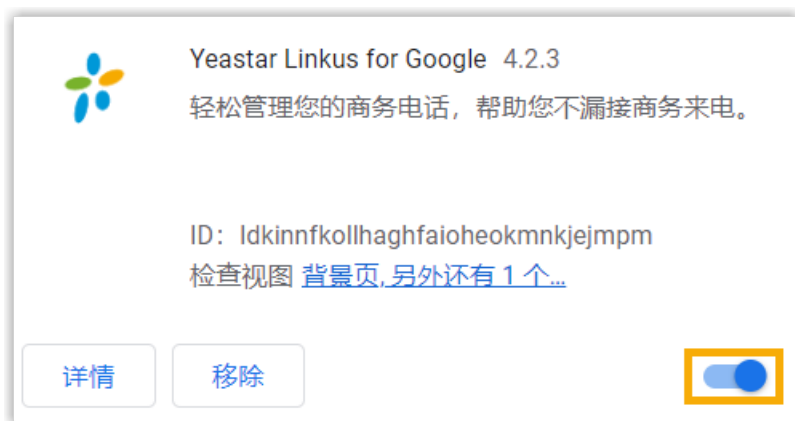 Yeastar Linkus for Google 4.2.3
轻松管理您的商务电话，帮助您不漏接商务来电。
ID：ldkinnfkollhaghfaioheokmnkjejmpm
检查视图 背景页, 另外还有 1 个...
详情 移除